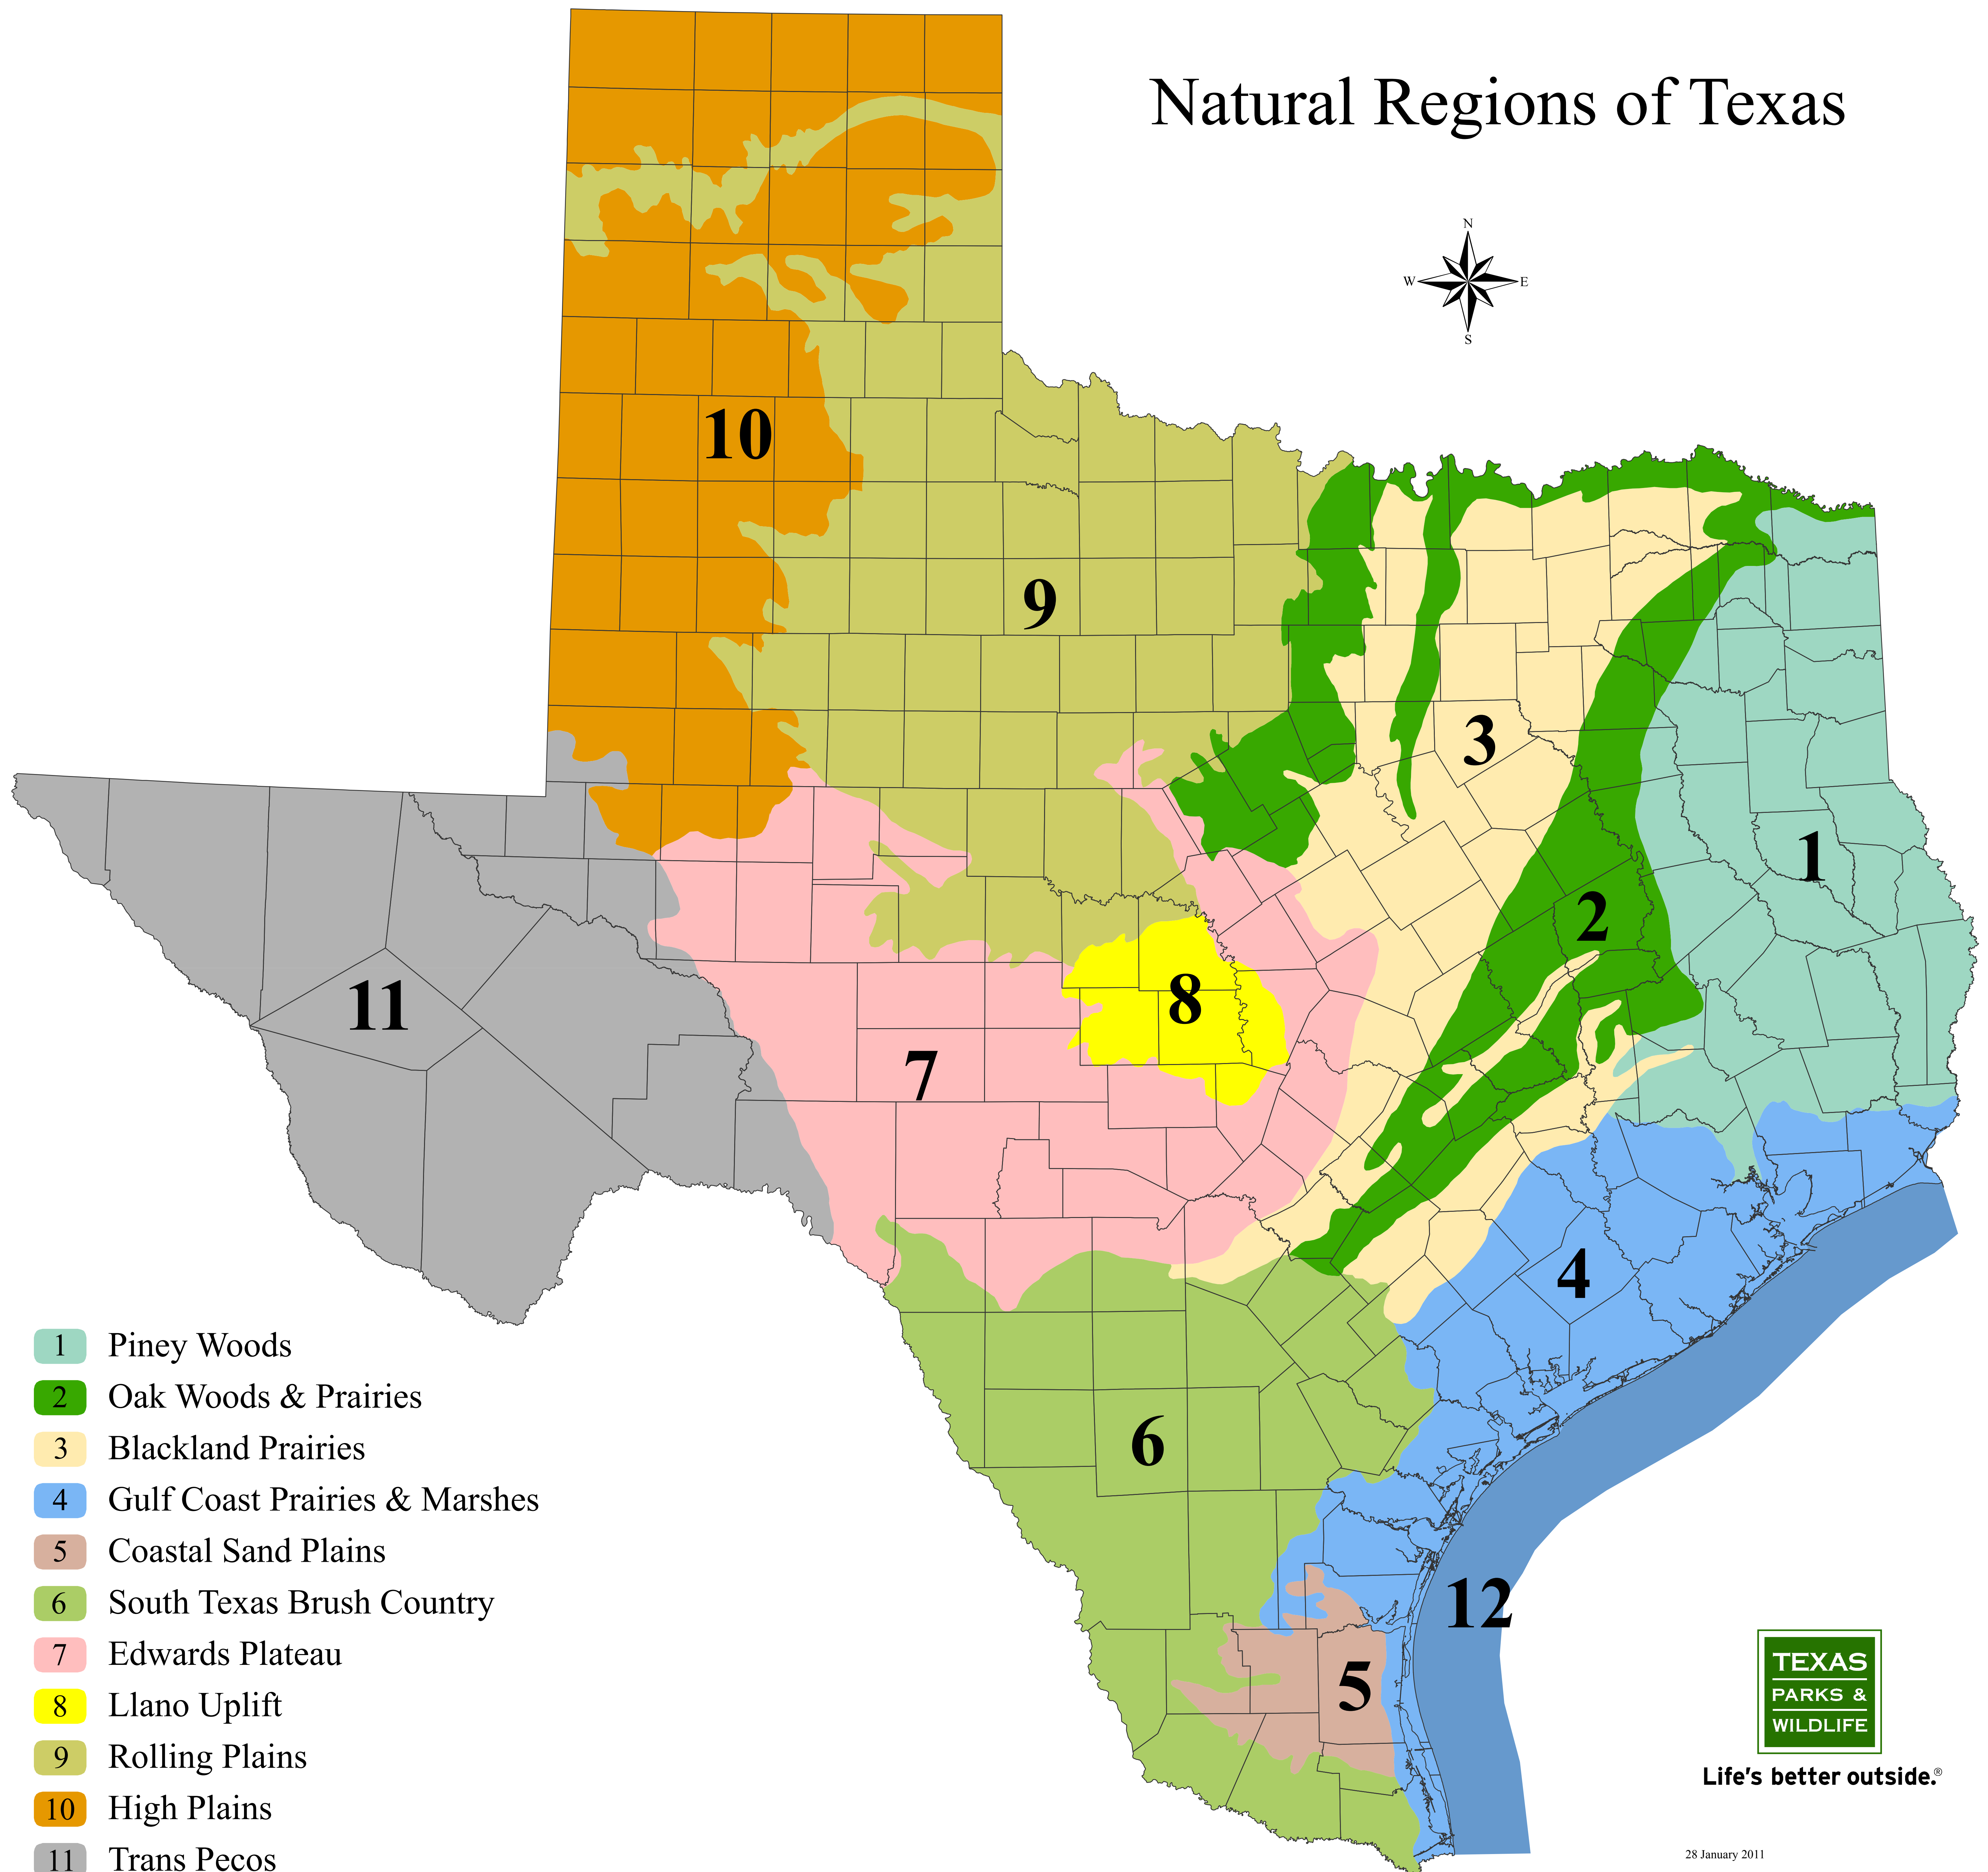 Natural Regions of Texas
N
W E
S
10
9
3
1
2
8
11
7
4
6
12
5
1 Piney Woods
2 Oak Woods & Prairies
3 Blackland Prairies
4 Gulf Coast Prairies & Marshes
5 Coastal Sand Plains
6 South Texas Brush Country
7 Edwards Plateau
8 Llano Uplift
9 Rolling Plains
10 High Plains
11 Trans Pecos
TEXAS
PARKS &
WILDLIFE
Life's better outside.®
28 January 2011